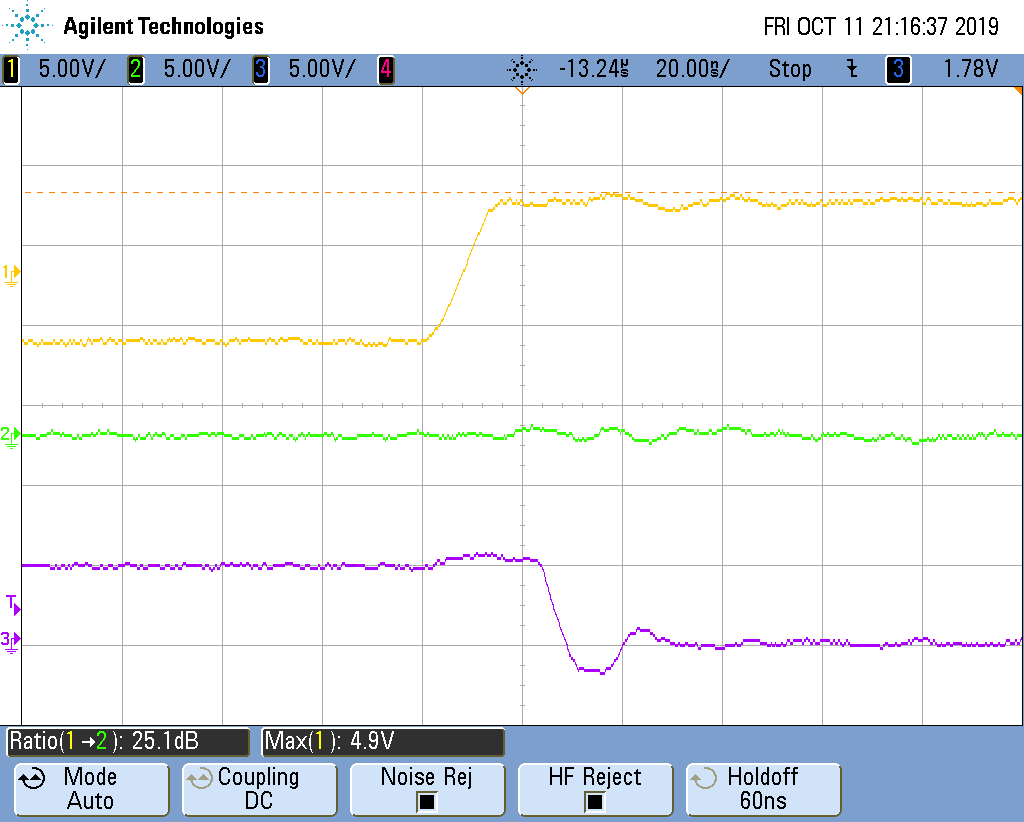 Agilent Technologies
FRI OCT 11 21:16:37 2019
1 5.00V/ 2 5.00V/ 3 5.00V/ 4 -13.24µs 20.00ns/ Stop 3 1.78V
1
2
T
3
Ratio(1→2): 25.1dB Max(1): 4.9V
Mode Coupling Noise Rej HF Reject Holdoff
Auto DC 60ns